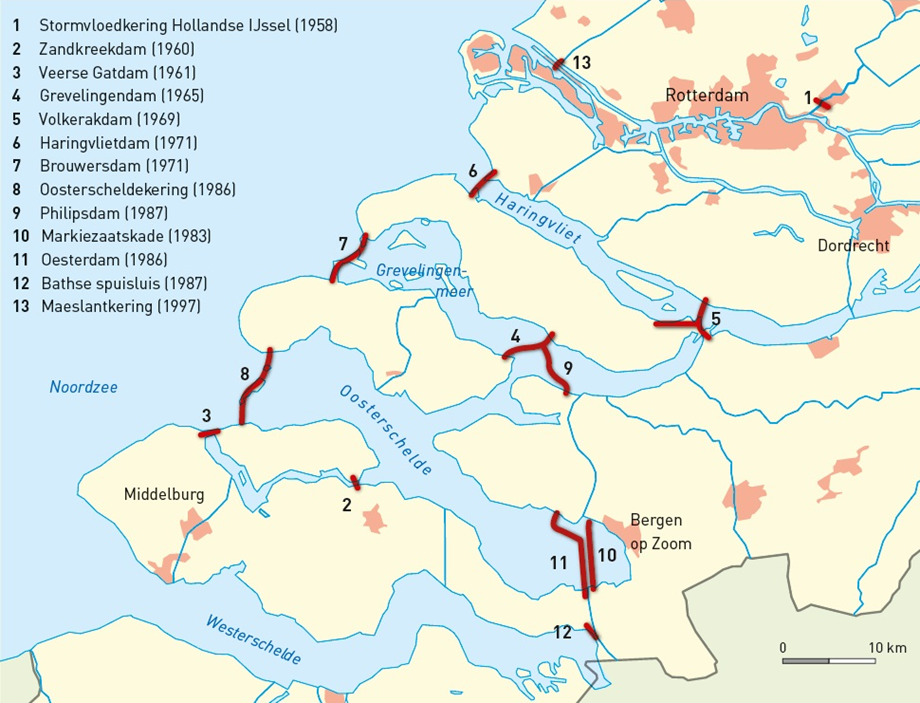 1 Stormvloedkering Hollandse IJssel (1958)
2 Zandkreekdam (1960)
3 Veerse Gatdam (1961)
4 Grevelingendam (1965)
5 Volkerakdam (1969)
6 Haringvlietdam (1971)
7 Brouwersdam (1971)
8 Oosterscheldekering (1986)
9 Philipsdam (1987)
10 Markiezaatskade (1983)
11 Oesterdam (1986)
12 Bathse spuisluis (1987)
13 Maeslantkering (1997)
13
Rotterdam
1
6
Haringvliet
Dordrecht
7
Grevelingen-
meer
5
4
9
8
Noordzee
Oosterschelde
3
Middelburg
2
Bergen
op Zoom
10
11
12
Westerschelde
0 10 km